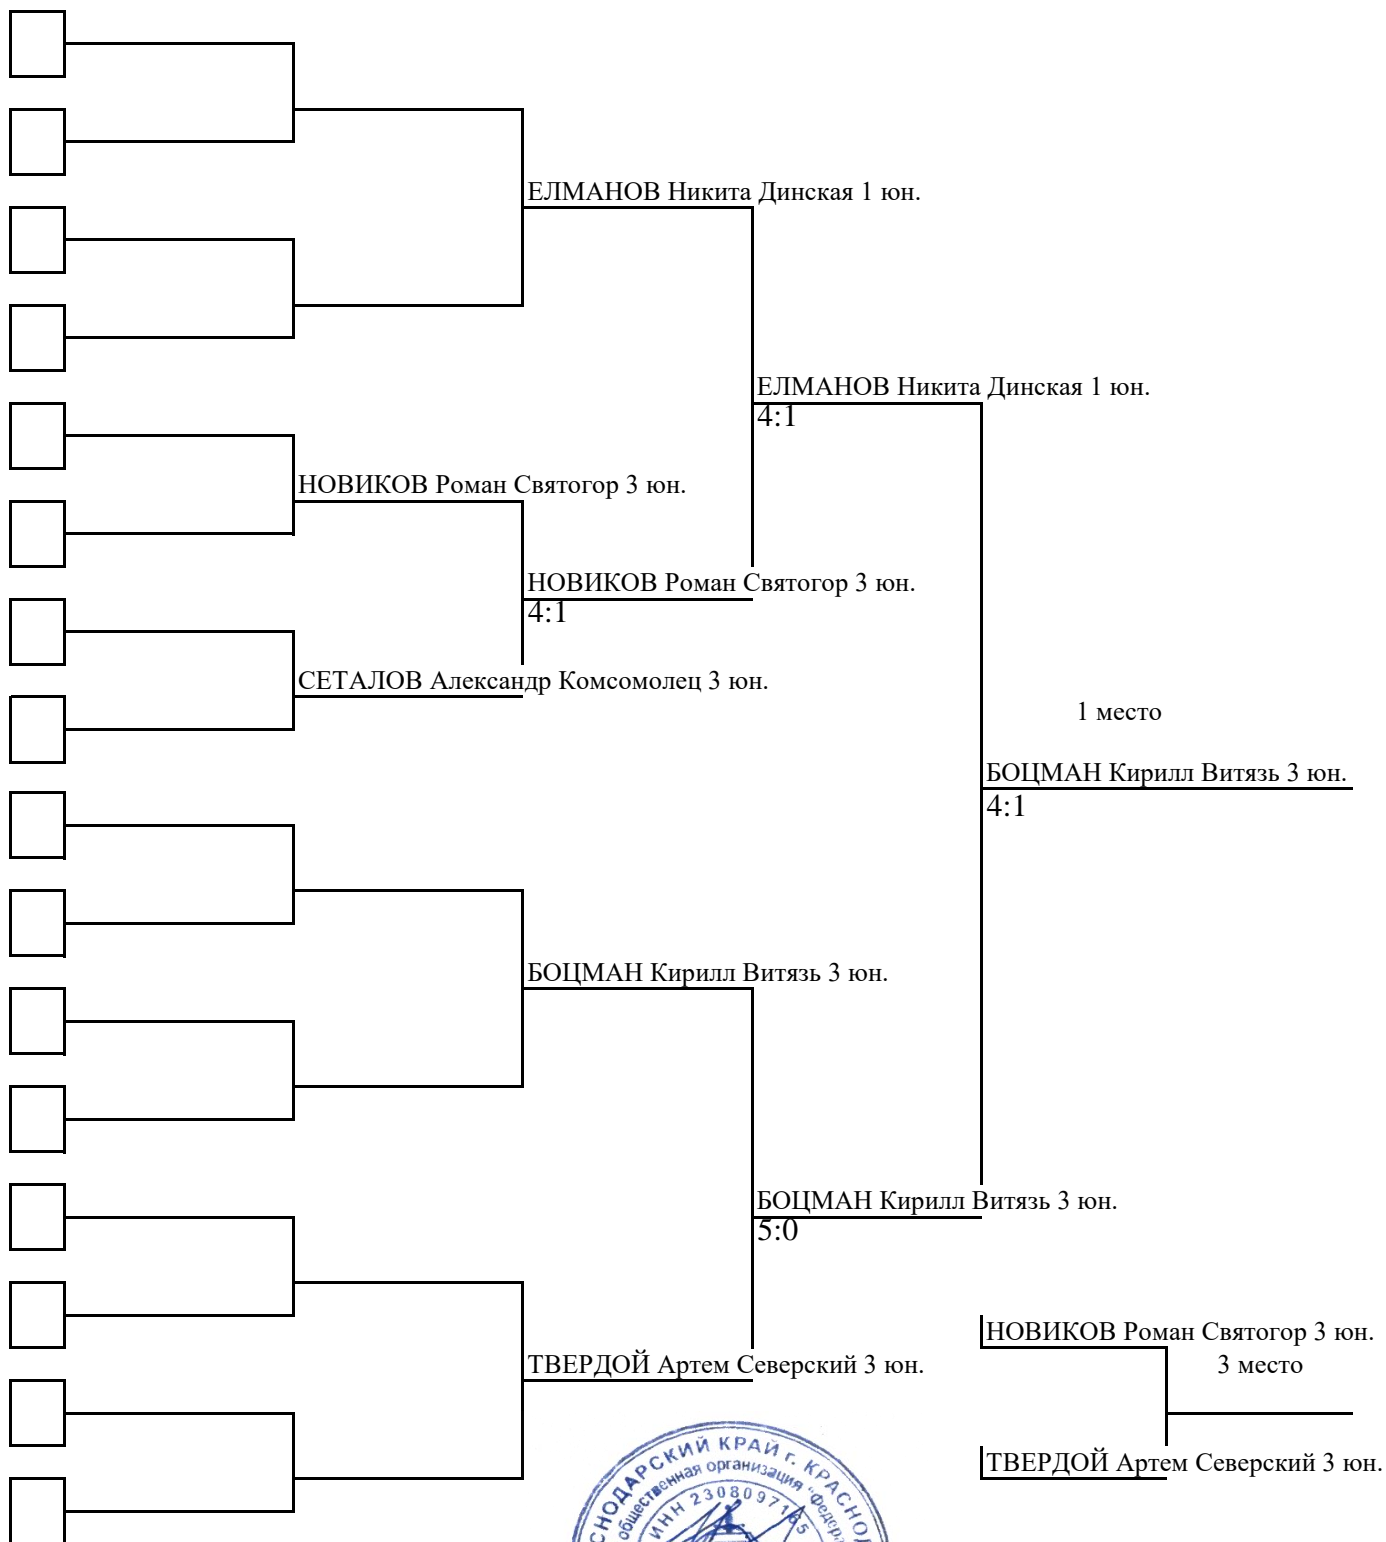 ЕЛМАНОВ Никита Динская 1 юн.
ЕЛМАНОВ Никита Динская 1 юн.
4:1
НОВИКОВ Роман Святогор 3 юн.
НОВИКОВ Роман Святогор 3 юн.
4:1
СЕТАЛОВ Александр Комсомолец 3 юн.
1 место
БОЦМАН Кирилл Витязь 3 юн.
4:1
БОЦМАН Кирилл Витязь 3 юн.
БОЦМАН Кирилл Витязь 3 юн.
5:0
НОВИКОВ Роман Святогор 3 юн.
ТВЕРДОЙ Артем Северский 3 юн.
3 место
ТВЕРДОЙ Артем Северский 3 юн.
КРАЙ г.
общественная организация
ИНН 2308097165